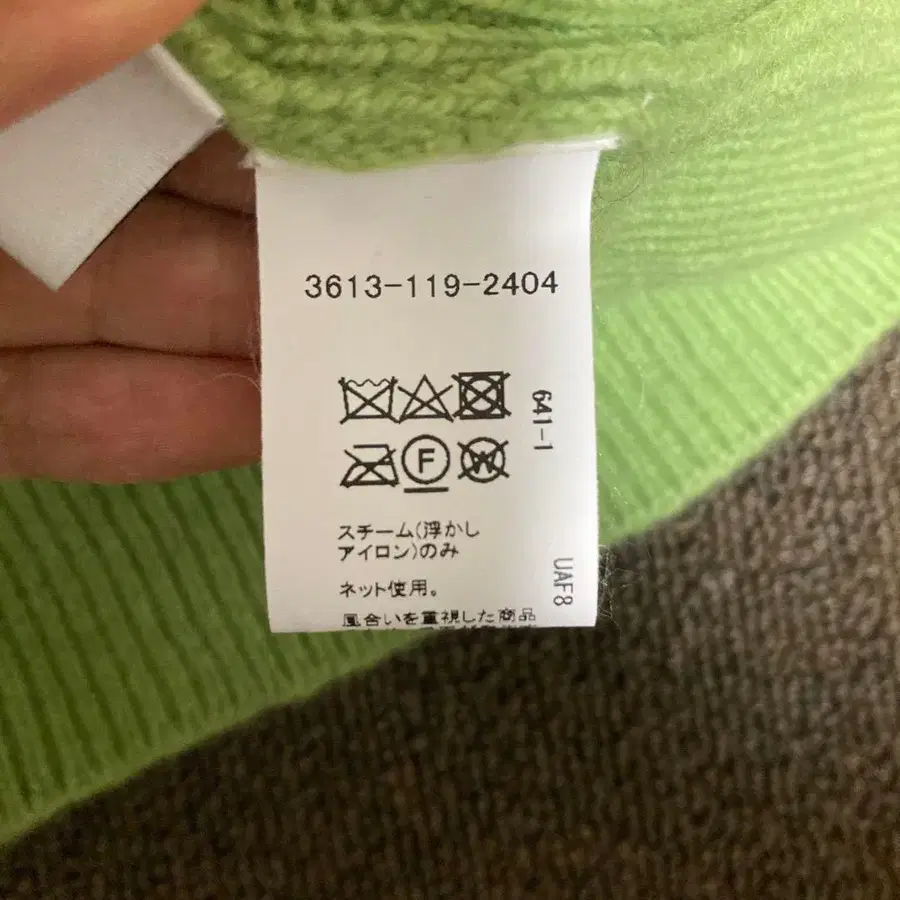 3613-119-2404
641-1
F
W
スチーム(浮かし
アイロン)のみ
ネット使用。
風合いを重視した商品
UAF8